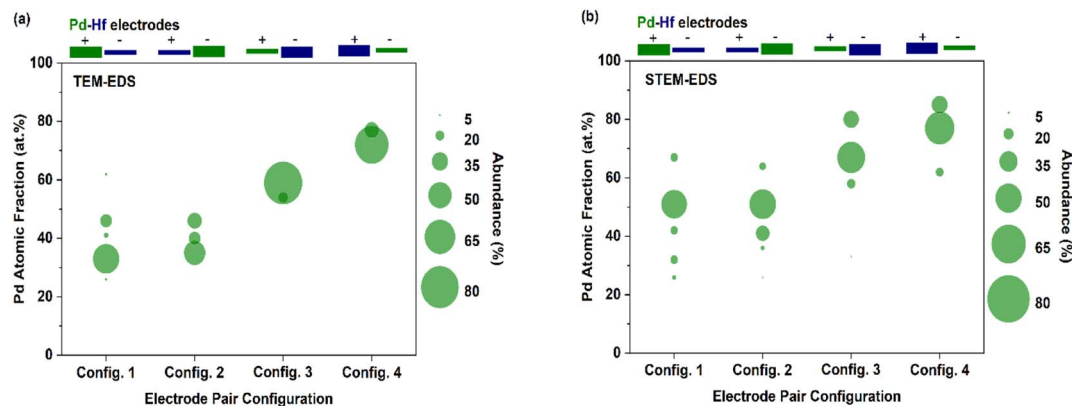 (a)
Pd-Hf electrodes
+ - + - + - + -
100
80
60
40
20
0
Pd Atomic Fraction (at.%)
TEM-EDS
Config. 1 Config. 2 Config. 3 Config. 4
Electrode Pair Configuration
5
20
35
50
65
80
Abundance (%)
(b)
Pd-Hf electrodes
+ - + - + - + -
100
80
60
40
20
0
Pd Atomic Fraction (at.%)
STEM-EDS
Config. 1 Config. 2 Config. 3 Config. 4
Electrode Pair Configuration
5
20
35
50
65
80
Abundance (%)